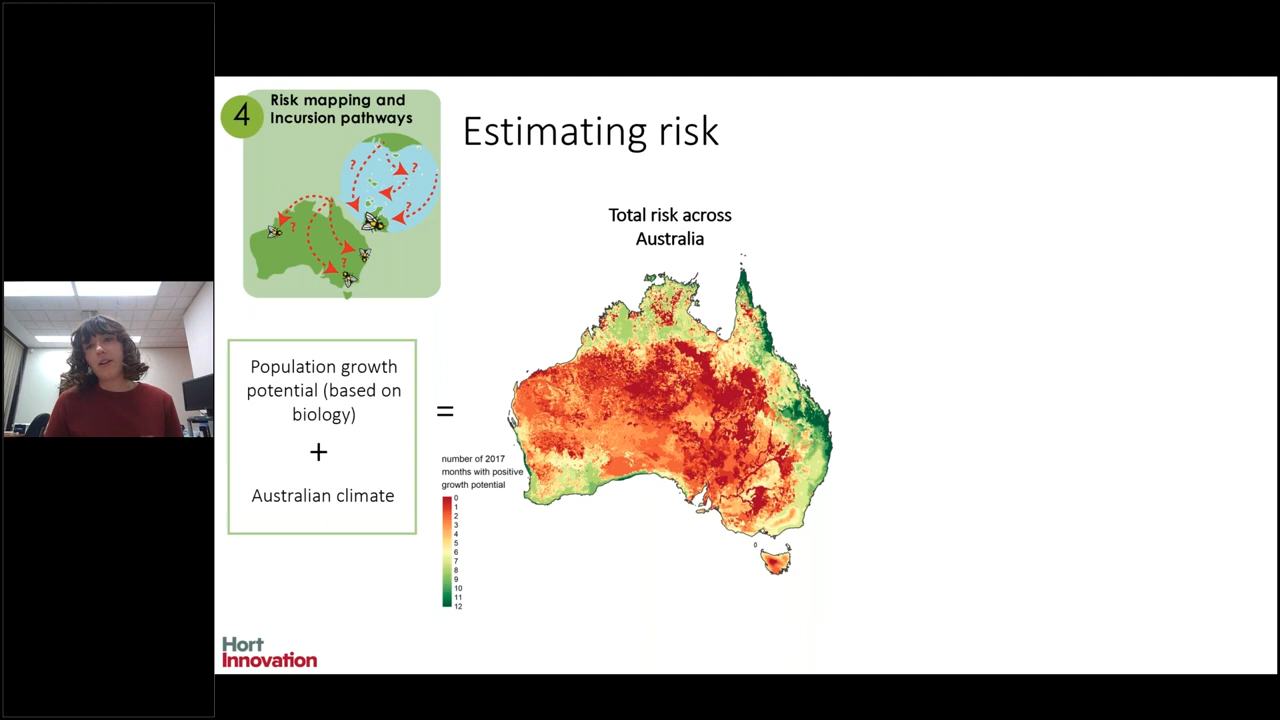 4
Risk mapping and
Incursion pathways
?
?
?
?
?
Estimating risk
Total risk across
Australia
Population growth
potential (based on
biology)
+
Australian climate
=
number of 2017
months with positive
growth potential
0
1
2
3
4
5
6
7
8
9
10
11
12
0
Hort
Innovation